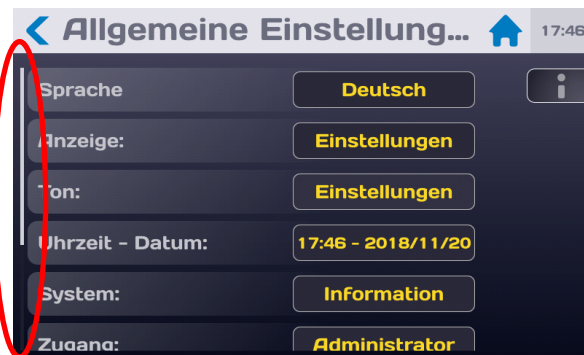 Allgemeine Einstellung... 17:46
Sprache Deutsch
Anzeige: Einstellungen
Ton: Einstellungen
Uhrzeit - Datum: 17:46 - 2018/11/20
System: Information
Zugang: Administrator